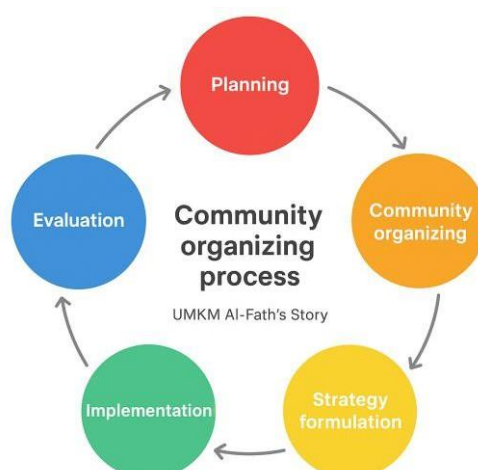 Planning
Community
organizing
Strategy
formulation
Implementation
Evaluation
Community
organizing
process
UMKM Al-Fath's Story